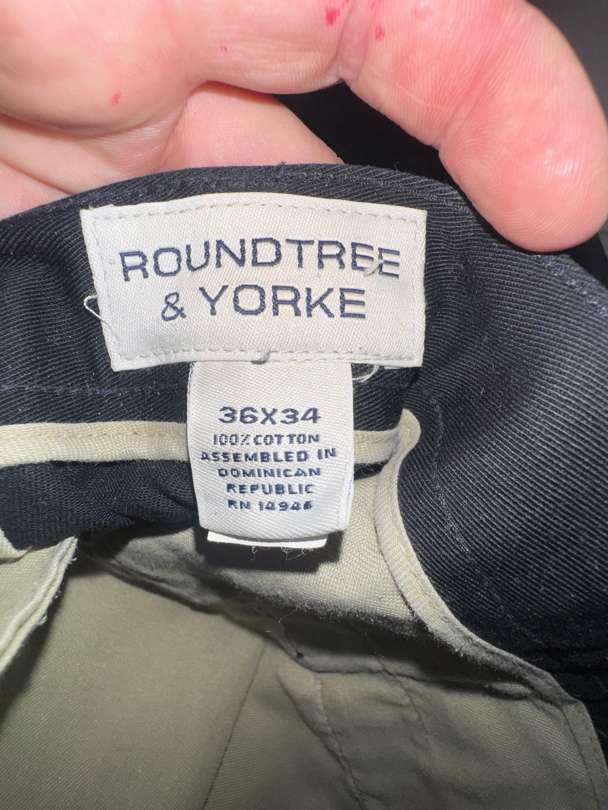 ROUNDTREE
& YORKE
36X34
100% COTTON
ASSEMBLED IN
DOMINICAN
REPUBLIC
RN 14946